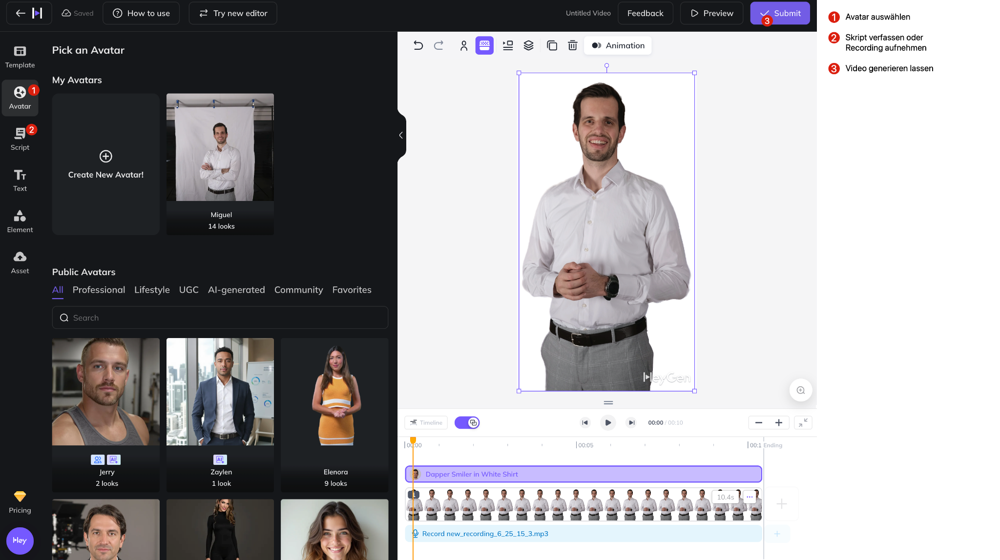 Saved
How to use
Try new editor
Untitled Video
Feedback
Preview
Submit
3
Template
Avatar
1
Script
2
Text
Element
Asset
Pricing
Hey
Pick an Avatar
My Avatars
Create New Avatar!
Miguel
14 looks
Public Avatars
All Professional Lifestyle UGC AI-generated Community Favorites
Search
AI
Jerry
2 looks
AI
Zaylen
1 look
Elenora
9 looks
Animation
HeyGen
Timeline
00:00 / 00:10
00:00
00:05
00:1
Ending
Dapper Smiler in White Shirt
1
10.4s
Record new_recording_6_25_15_3.mp3
1 Avatar auswählen
2 Skript verfassen oder
Recording aufnehmen
3 Video generieren lassen